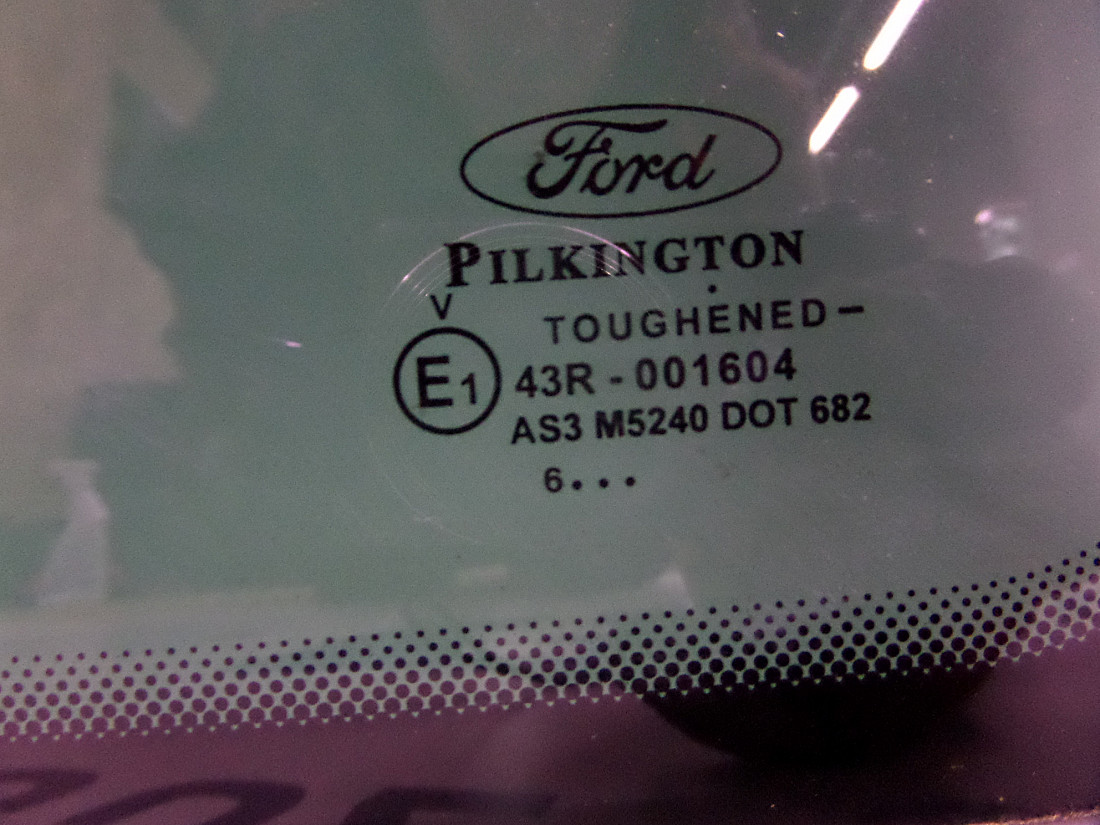 Ford
PILKINGTON
V
TOUGHENED-
E1
43R - 001604
AS3 M5240 DOT 682
6...